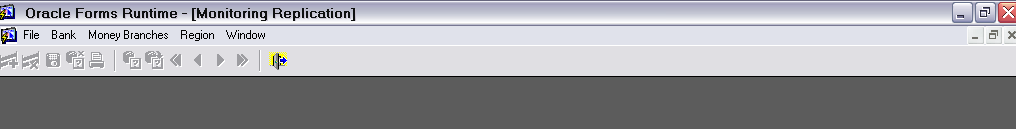 Oracle Forms Runtime - [Monitoring Replication]
File Bank Money Branches Region Window